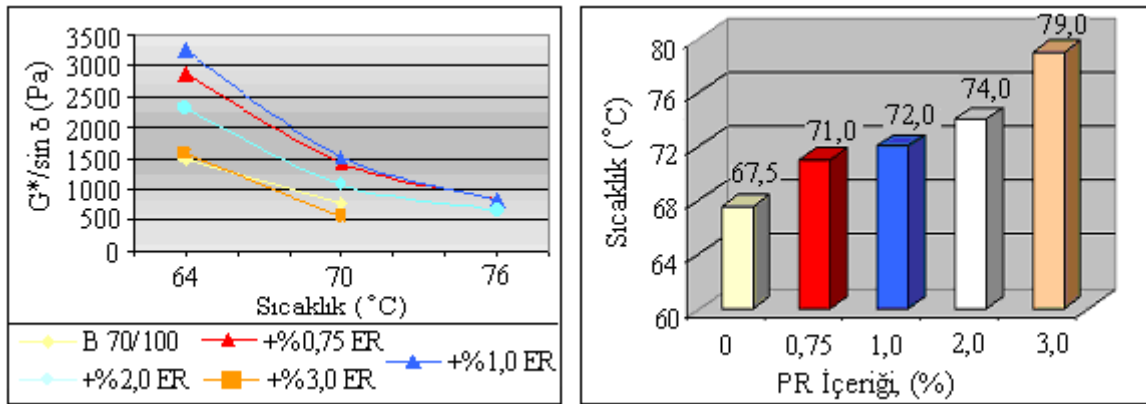 G*/sin δ (Pa)
3500
3000
2500
2000
1500
1000
500
0
64 70 76
Sıcaklık (°C)
B 70/100 +%0,75 ER +%1,0 ER
+%2,0 ER +%3,0 ER
Sıcaklık (°C)
80
76
72
68
64
60
67,5
71,0
72,0
74,0
79,0
0 0,75 1,0 2,0 3,0
PR İçeriği, (%)